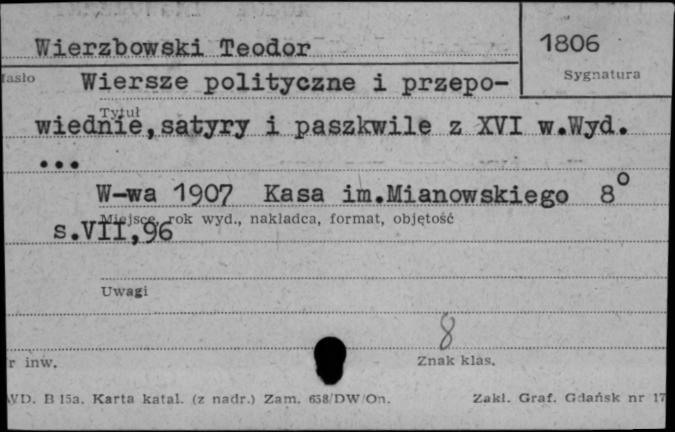 Wierzbowski Teodor
1806
Sygnatura
Hasło
Wiersze polityczne i przepo-
Tytuł
wiednie,satyry i paszkwile z XVI w.Wyd.
...
W-wa 1907 Kasa im.Mianowskiego 8°
Miejsce, rok wyd., nakładca, format, objętość
s.VII,96
Uwagi
8
r inw.
Znak klas.
WD. B 15a. Karta katal. (z nadr.) Zam. 658/DW/On.
Zakł. Graf. Gdańsk nr 17